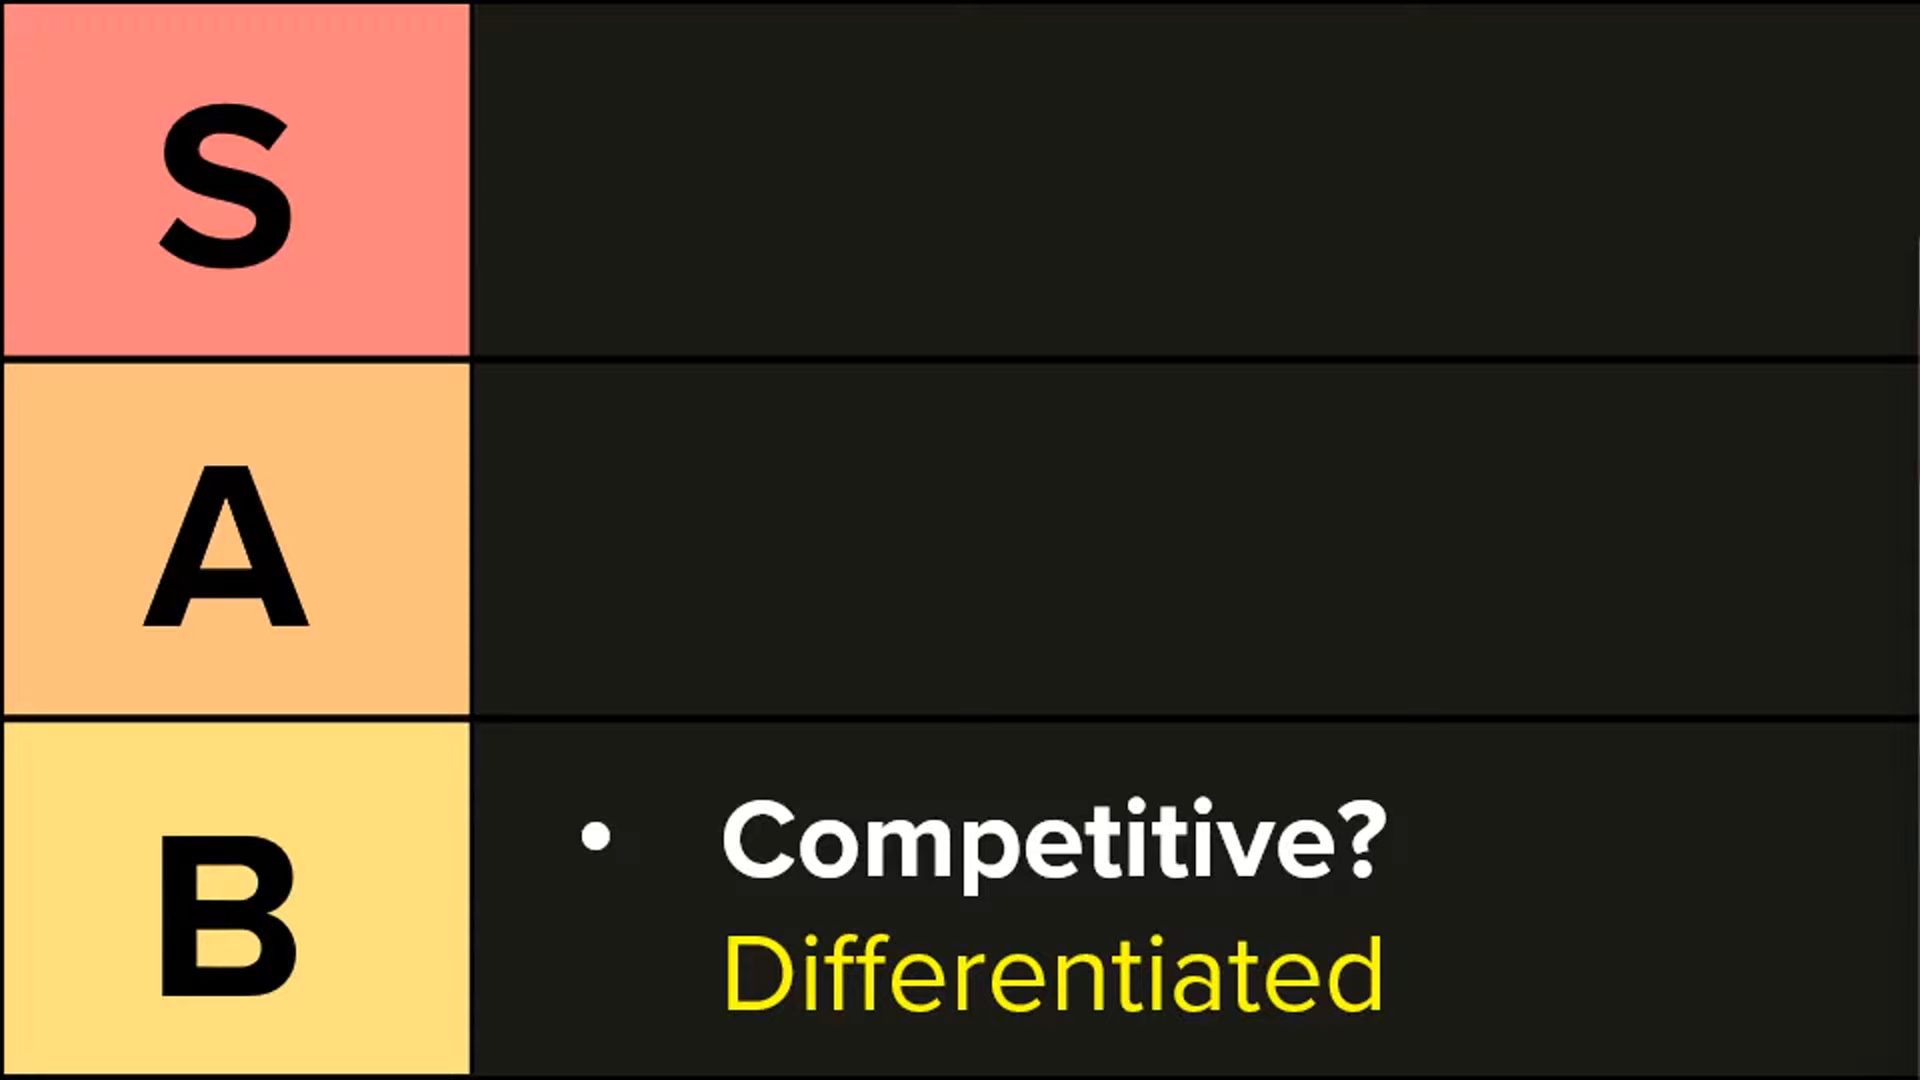 S
A
B
• Competitive?
Differentiated